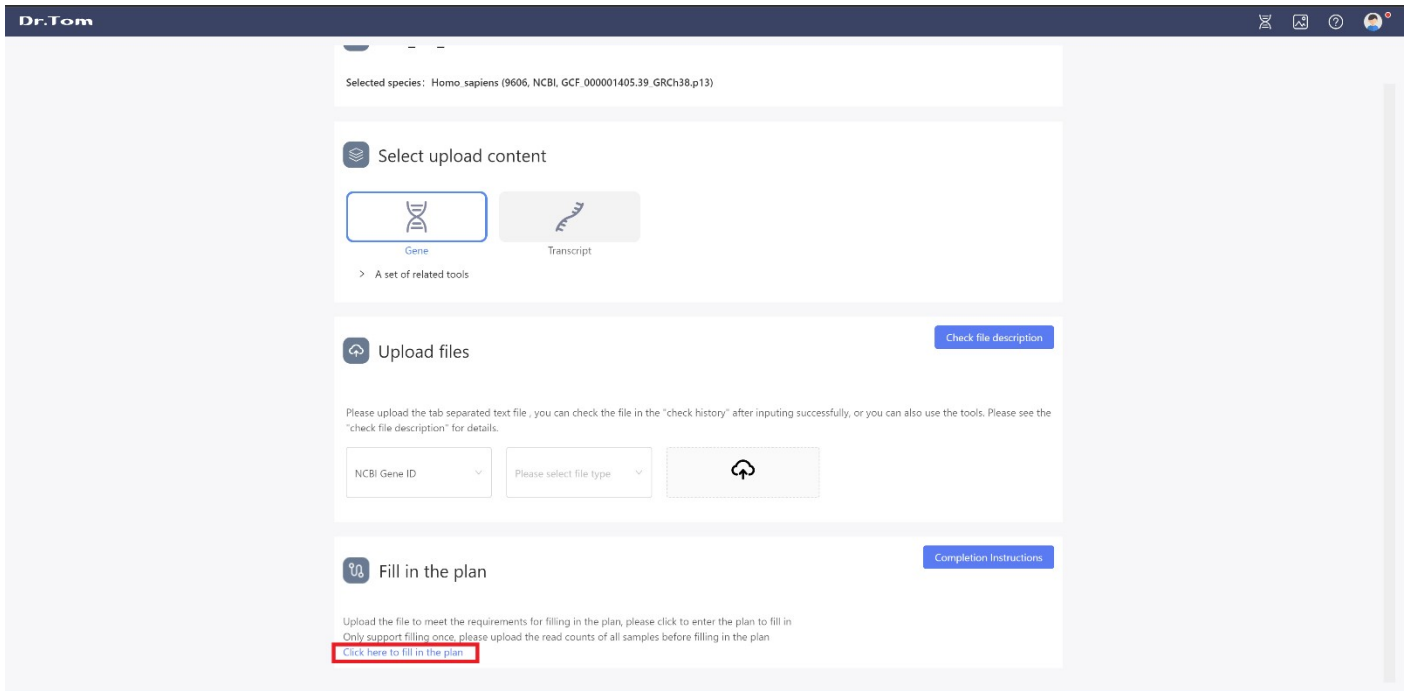 Dr.Tom
Selected species: Homo_sapiens (9606, NCBI, GCF_000001405.39_GRCh38.p13)
Select upload content
Gene
Transcript
> A set of related tools
Check file description
Upload files
Please upload the tab separated text file , you can check the file in the "check history" after inputing successfully, or you can also use the tools. Please see the
"check file description" for details.
NCBI Gene ID
Please select file type
Completion Instructions
Fill in the plan
Upload the file to meet the requirements for filling in the plan, please click to enter the plan to fill in
Only support filling once, please upload the read counts of all samples before filling in the plan
Click here to fill in the plan